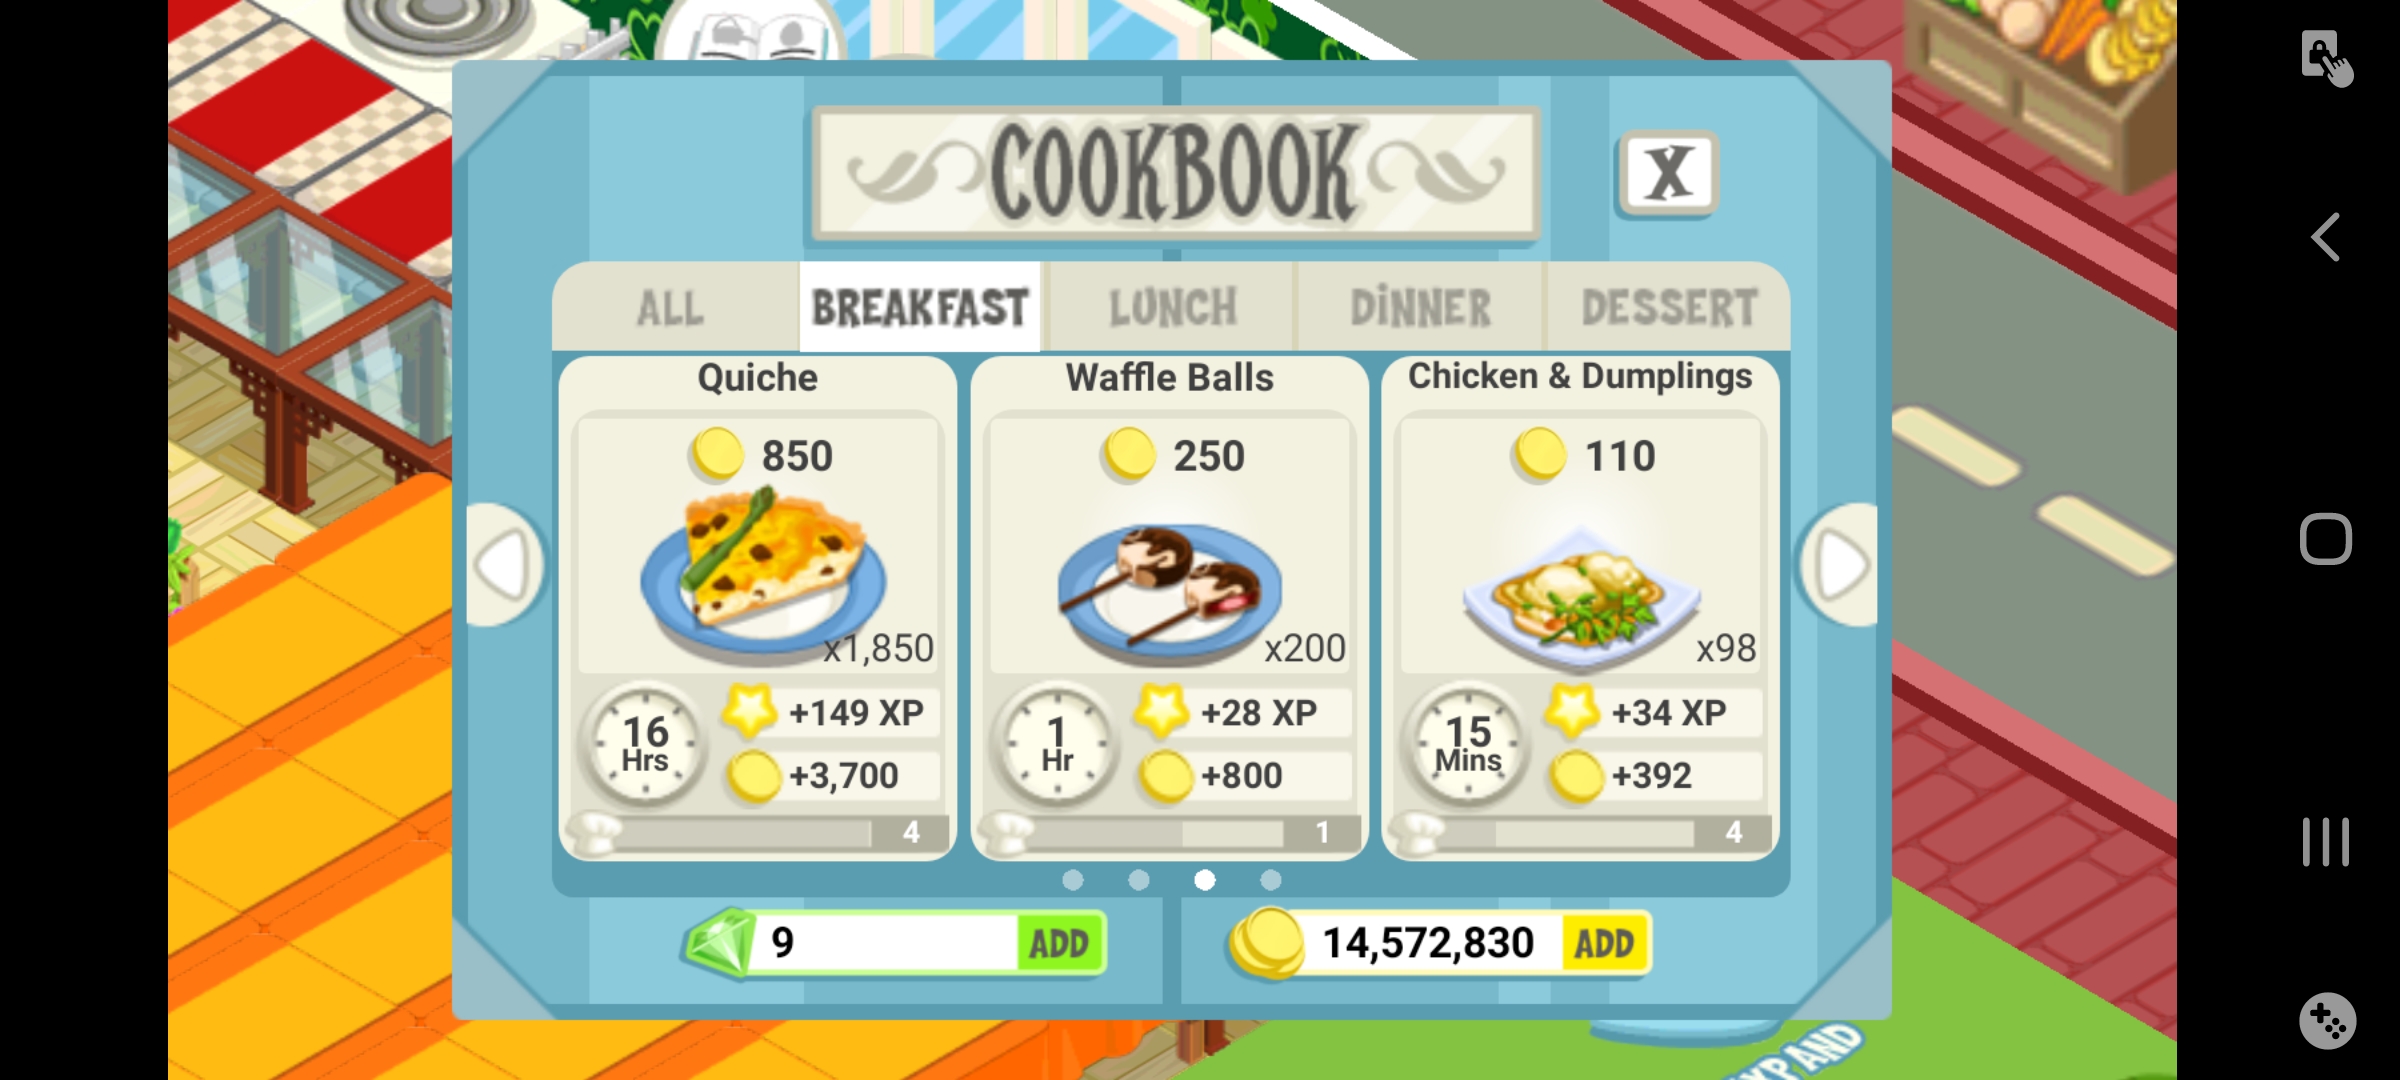 COOKBOOK
X
ALL
BREAKFAST
LUNCH
DINNER
DESSERT
Quiche
850
x1,850
16
Hrs
+149 XP
+3,700
4
Waffle Balls
250
x200
1
Hr
+28 XP
+800
1
Chicken & Dumplings
110
x98
15
Mins
+34 XP
+392
4
9
ADD
14,572,830
ADD